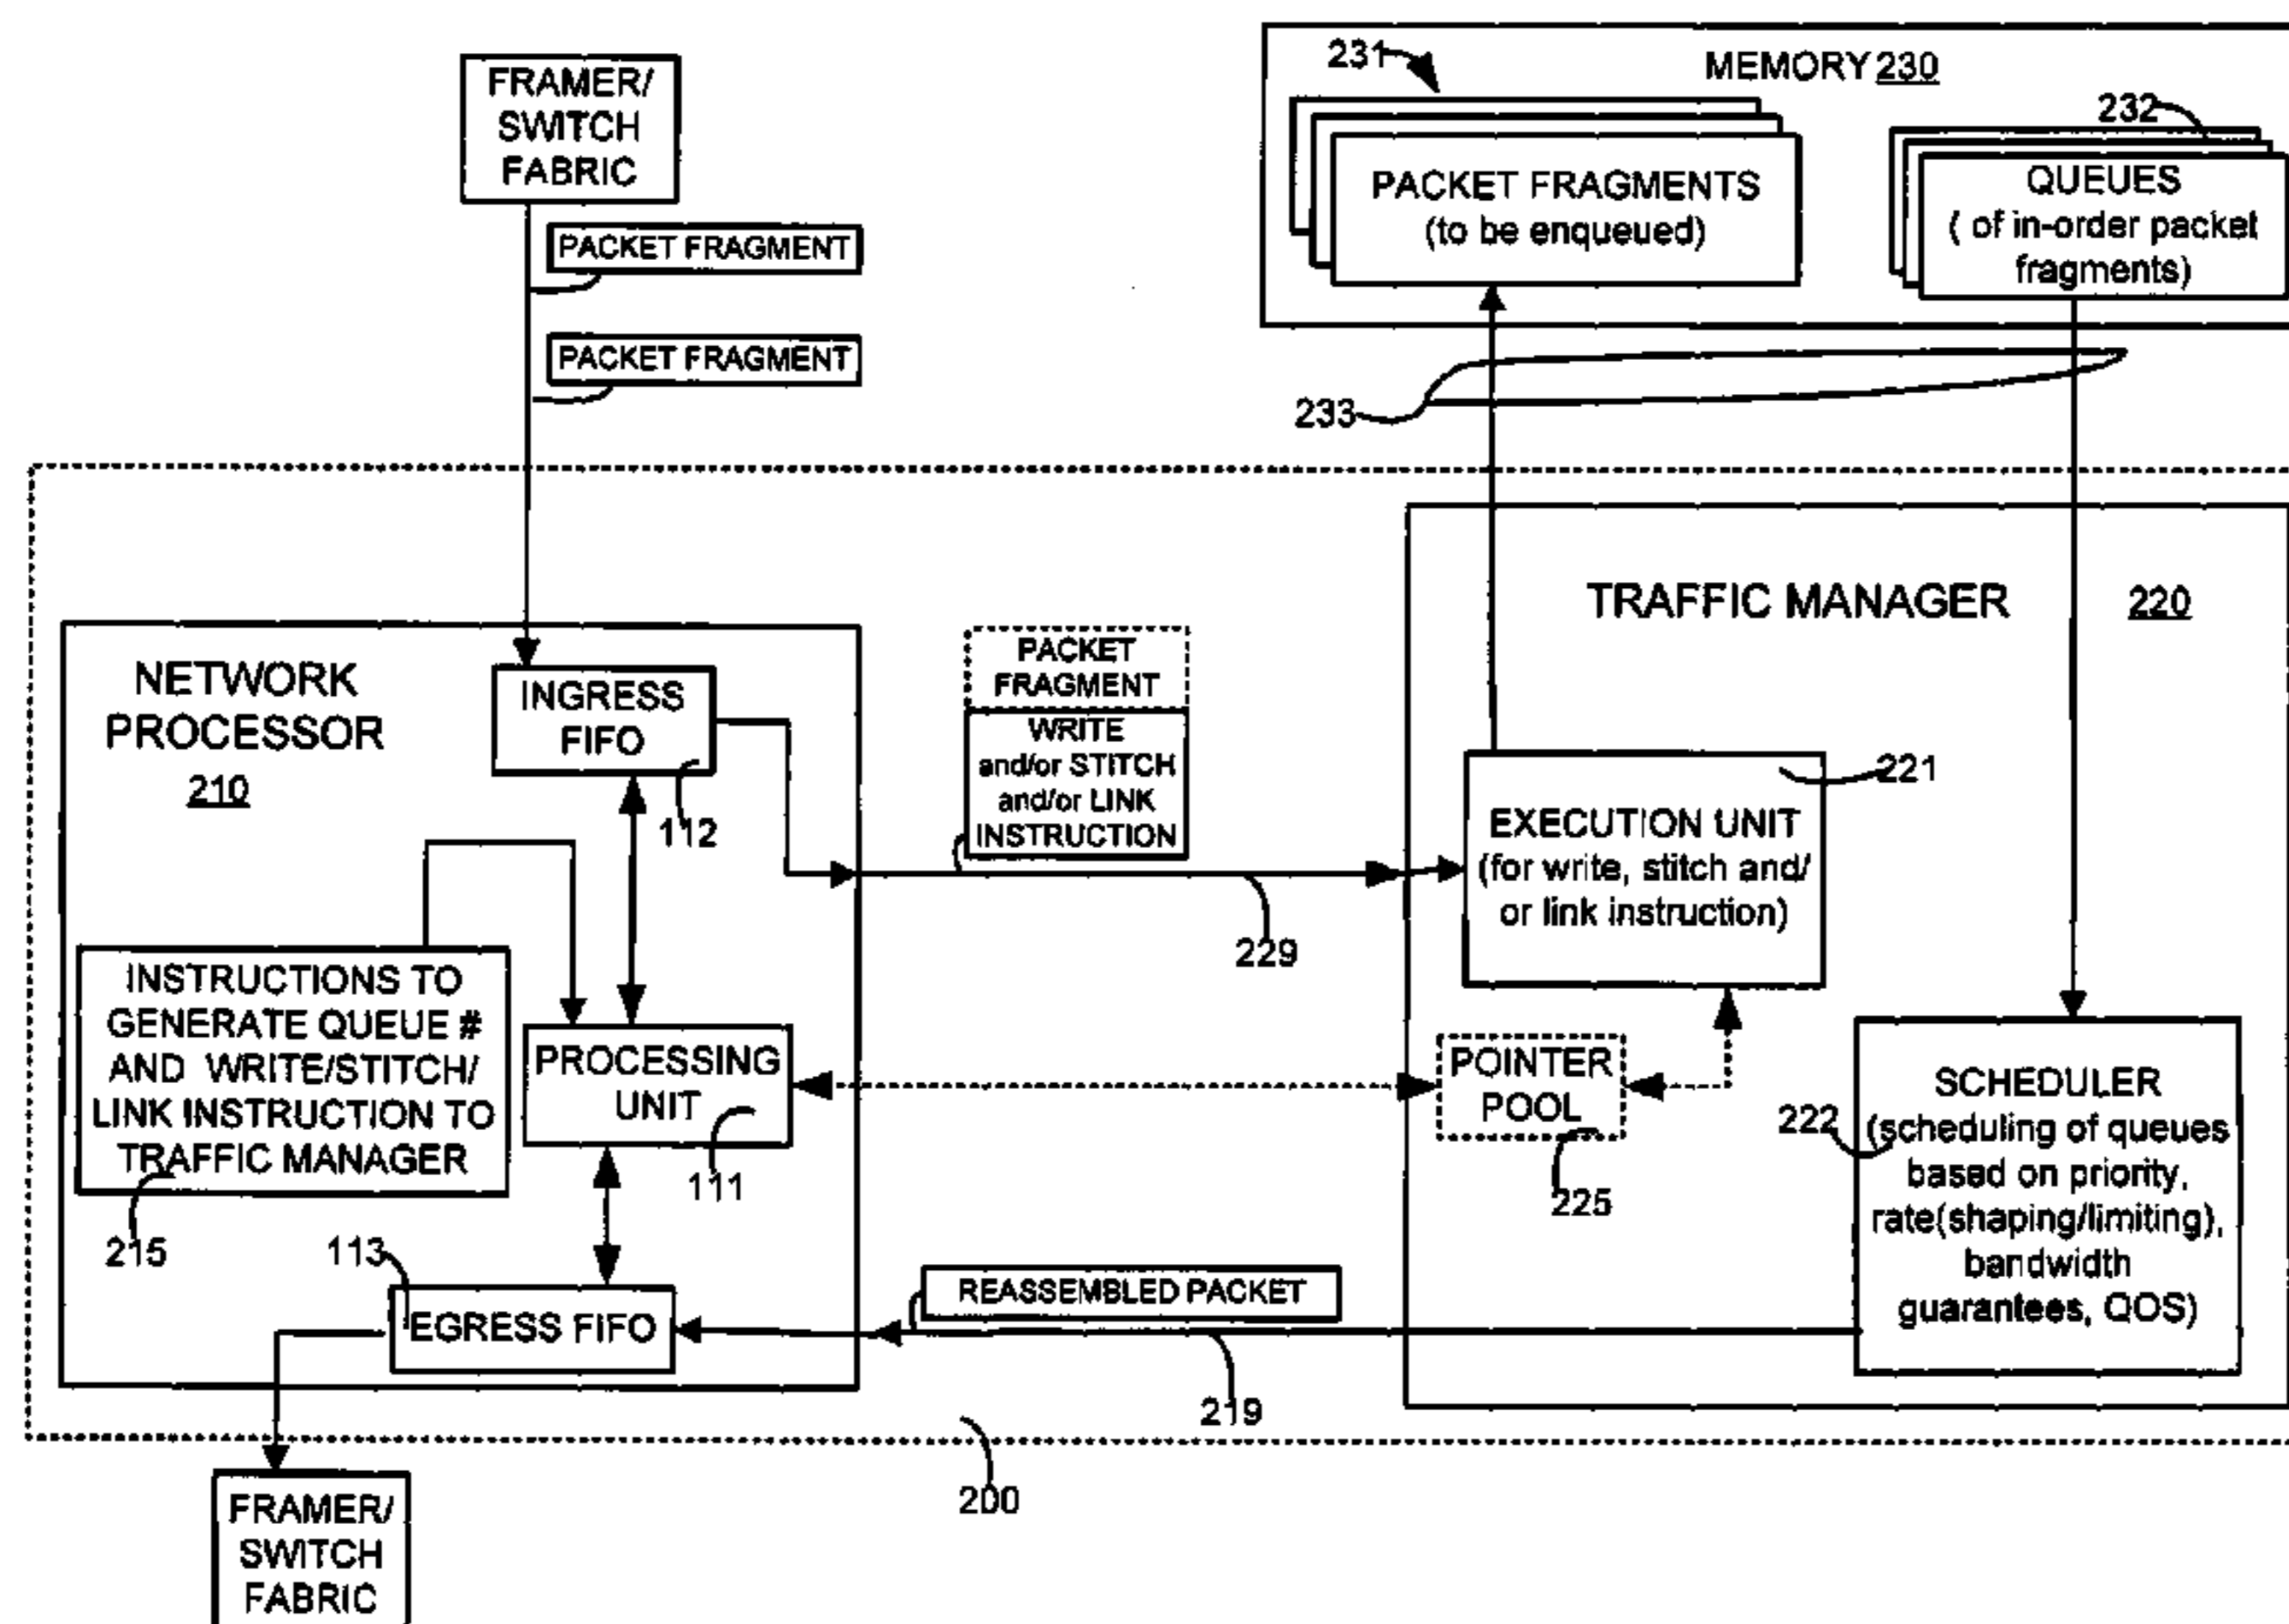 FRAMER/
SWITCH
FABRIC
PACKET FRAGMENT
PACKET FRAGMENT
231
MEMORY 230
232
PACKET FRAGMENTS
(to be enqueued)
QUEUES
( of in-order packet
fragments)
233
NETWORK
PROCESSOR
210
INGRESS
FIFO
112
PACKET
FRAGMENT
WRITE
and/or STITCH
and/or LINK
INSTRUCTION
229
TRAFFIC MANAGER 220
221
EXECUTION UNIT
(for write, stitch and/
or link instruction)
INSTRUCTIONS TO
GENERATE QUEUE #
AND WRITE/STITCH/
LINK INSTRUCTION TO
TRAFFIC MANAGER
215
PROCESSING
UNIT
111
POINTER
POOL
225
222
SCHEDULER
(scheduling of queues
based on priority,
rate(shaping/limiting),
bandwidth
guarantees, QOS)
113
EGRESS FIFO
REASSEMBLED PACKET
219
200
FRAMER/
SWITCH
FABRIC